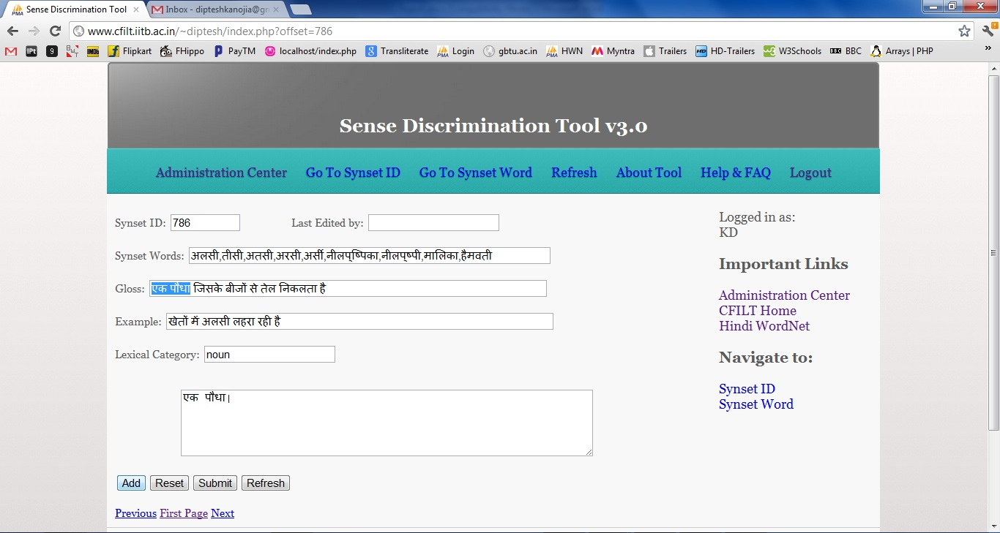 Sense Discrimination Tool
Inbox - dipteshkanojia@gm
www.cfilt.iitb.ac.in/~diptesh/index.php?offset=786
iPt 9 BWT IMDb Flipkart FHippo PayTM localhost/index.php Transliterate Login gbtu.ac.in HWN Myntra Trailers HD-Trailers W3Schools BBC BBC Arrays | PHP »
Sense Discrimination Tool v3.0
Administration Center Go To Synset ID Go To Synset Word Refresh About Tool Help & FAQ Logout
Synset ID: 786 Last Edited by:
Synset Words: अलसी,तीसी,अतसी,अरसी,अर्सी,नीलपुष्पिका,नीलपुष्पी,मालिका,हैमवती
Gloss: एक पौधा जिसके बीजों से तेल निकलता है
Example: खेतों में अलसी लहरा रही है
Lexical Category: noun
एक पौधा|
Add Reset Submit Refresh
Previous First Page Next
Logged in as:
KD
Important Links
Administration Center
CFILT Home
Hindi WordNet
Navigate to:
Synset ID
Synset Word